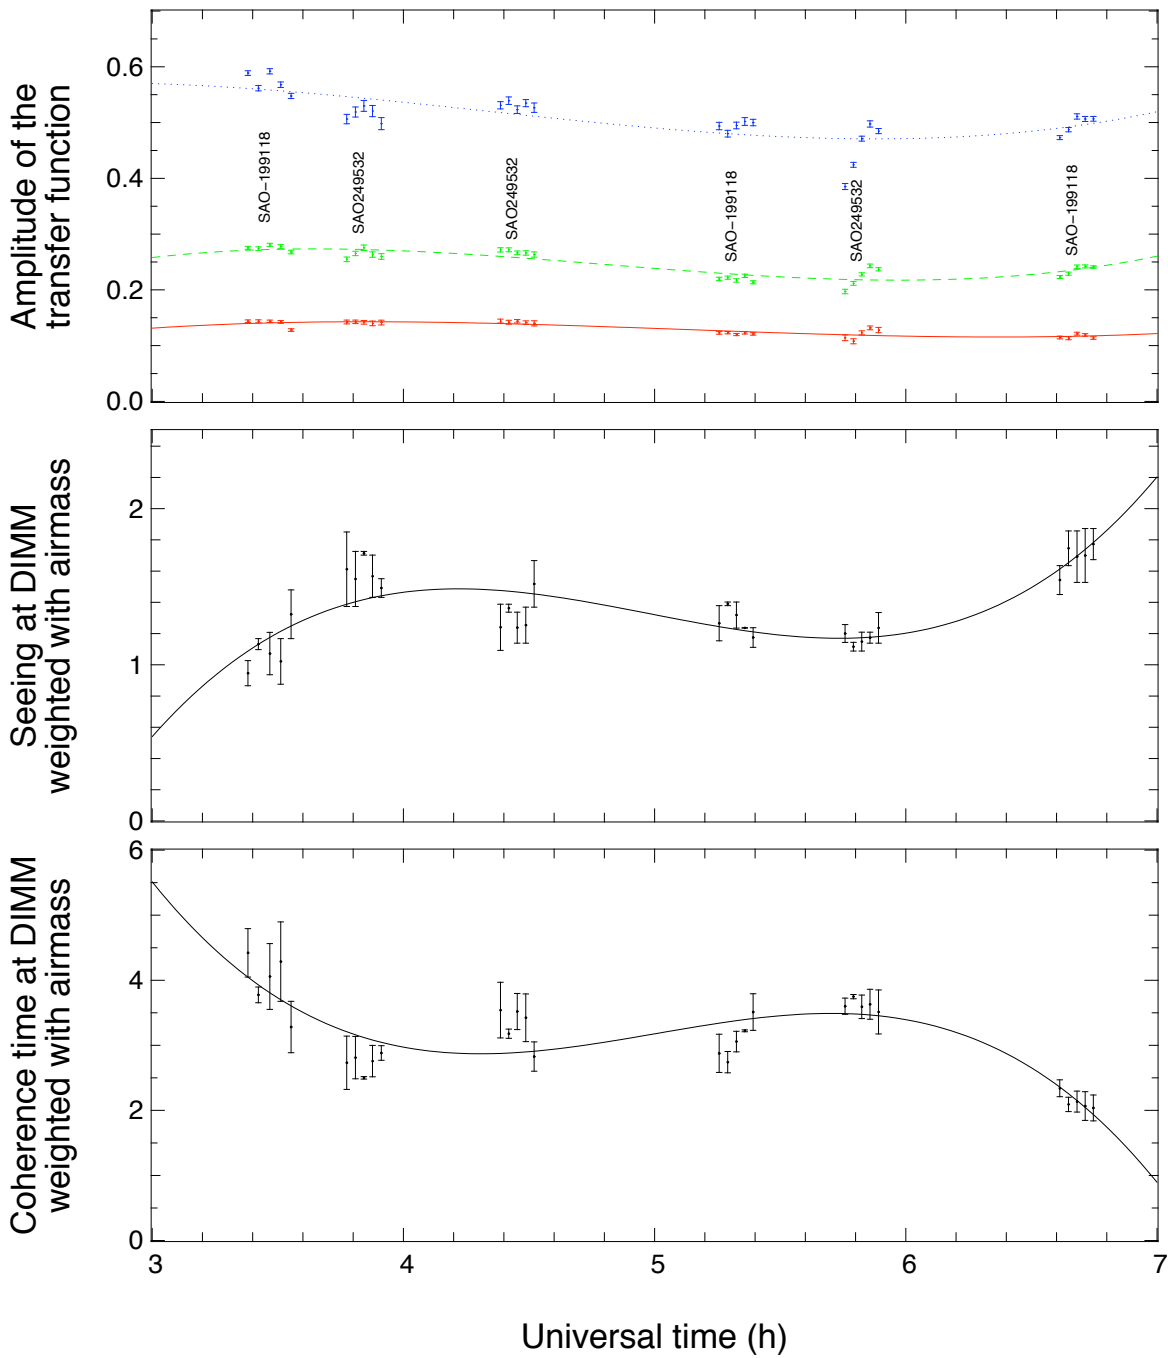 Amplitude of the
transfer function
0.6
0.4
0.2
0.0
SAO−199118
SAO249532
SAO249532
SAO−199118
SAO249532
SAO−199118
Seeing at DIMM
weighted with airmass
2
1
0
Coherence time at DIMM
weighted with airmass
6
4
2
0
3 4 5 6 7
Universal time (h)